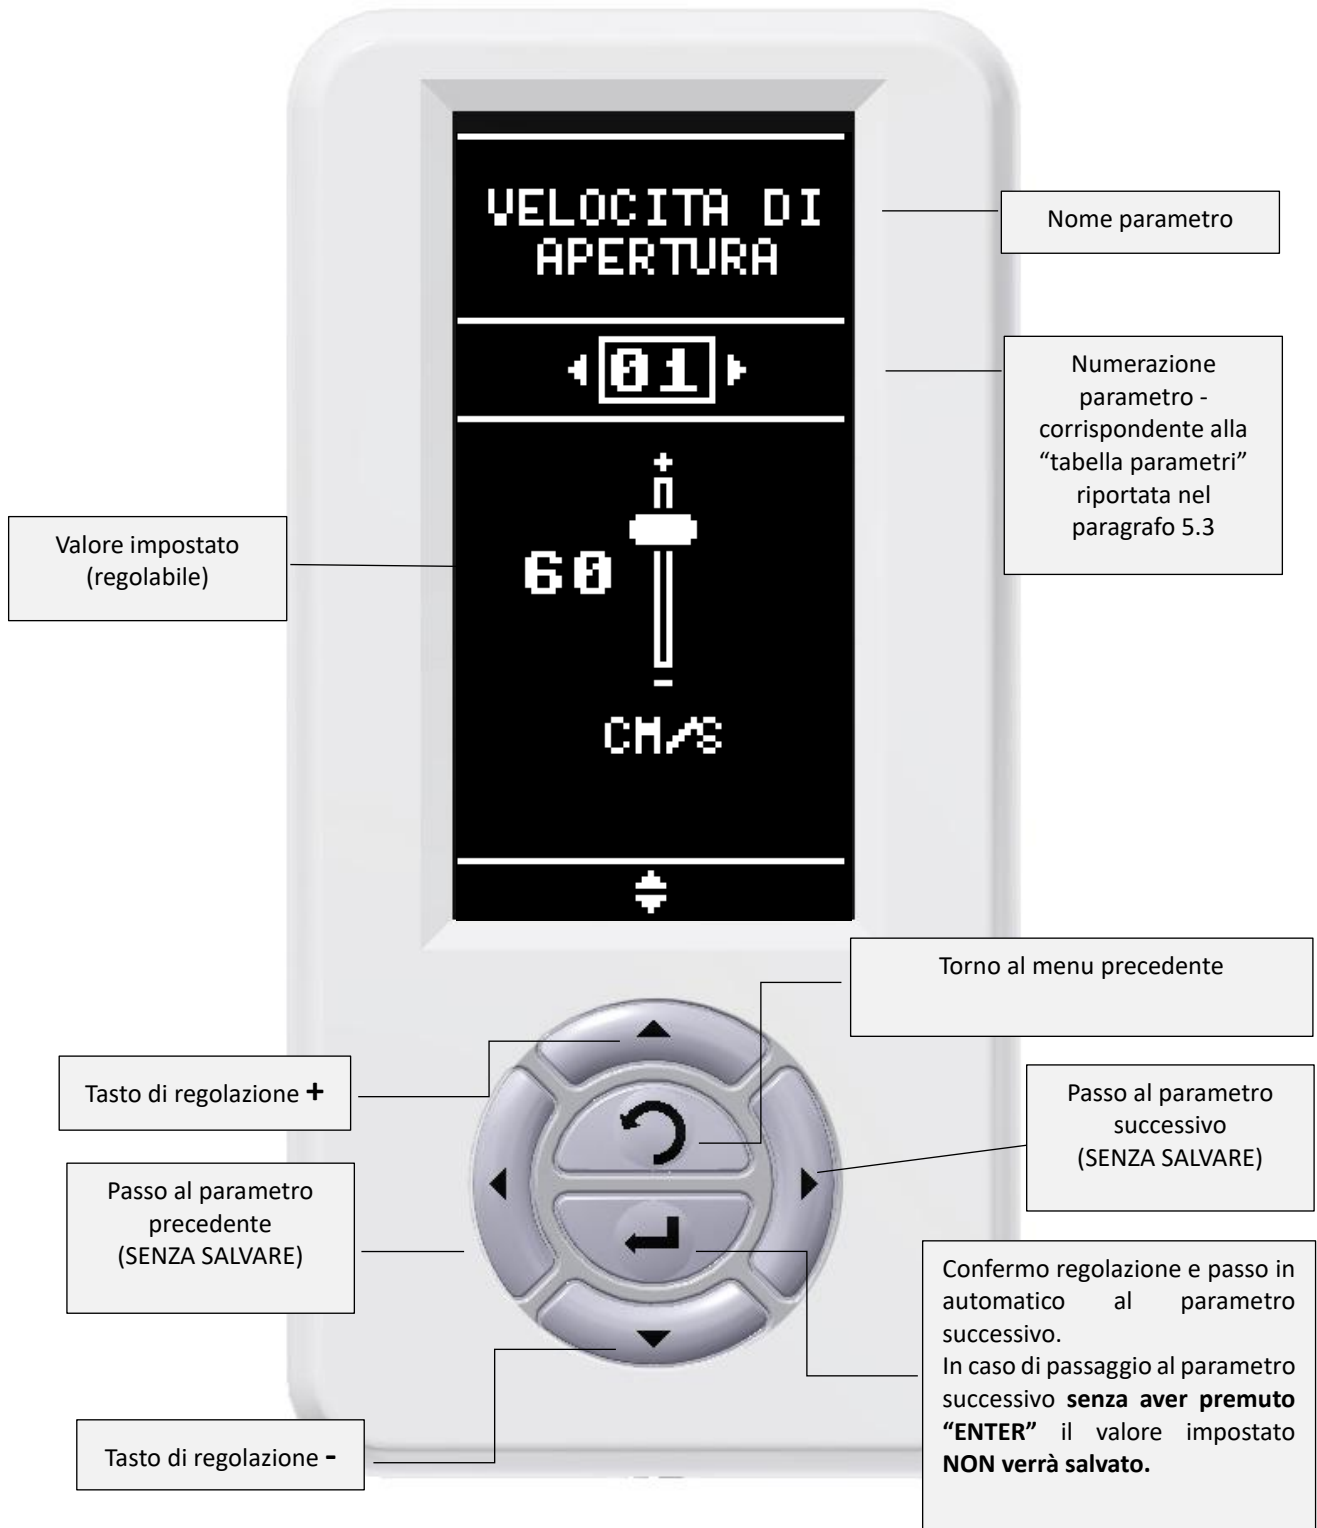 VELOCITA DI
APERTURA
Nome parametro
01
Numerazione
parametro -
corrispondente alla
“tabella parametri”
riportata nel
paragrafo 5.3
Valore impostato
(regolabile)
+
60
-
CM/S
Torno al menu precedente
Tasto di regolazione +
Passo al parametro
successivo
(SENZA SALVARE)
Passo al parametro
precedente
(SENZA SALVARE)
Confermo regolazione e passo in
automatico al parametro
successivo.
In caso di passaggio al parametro
successivo senza aver premuto
“ENTER” il valore impostato
NON verrà salvato.
Tasto di regolazione -